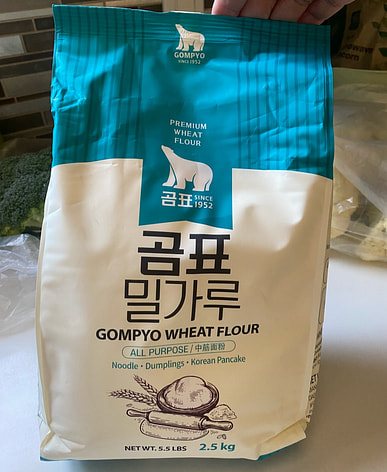 GOMPYO
SINCE 1952
PREMIUM
WHEAT
FLOUR
곰표 SINCE 1952
곰표
밀가루
GOMPYO WHEAT FLOUR
ALL PURPOSE / 中筋面粉
Noodle • Dumplings • Korean Pancake
NET WT. 5.5 LBS 2.5 kg